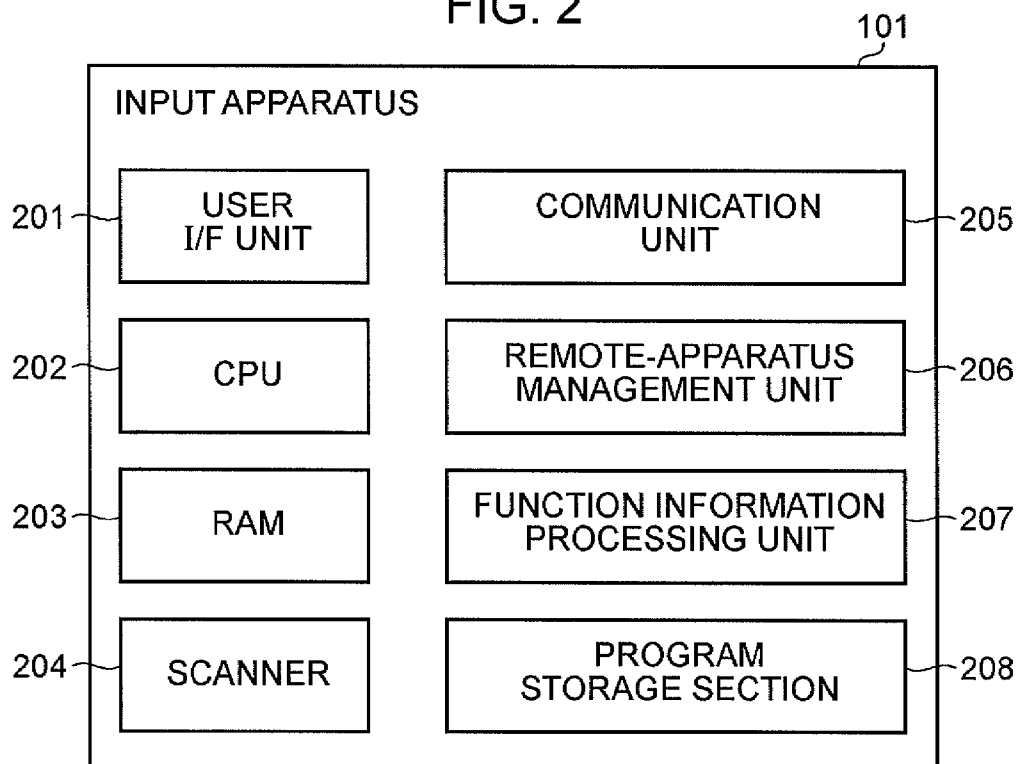 FIG. 2
101
INPUT APPARATUS
201
USER
I/F UNIT
COMMUNICATION
UNIT
205
202
CPU
REMOTE-APPARATUS
MANAGEMENT UNIT
206
203
RAM
FUNCTION INFORMATION
PROCESSING UNIT
207
204
SCANNER
PROGRAM
STORAGE SECTION
208